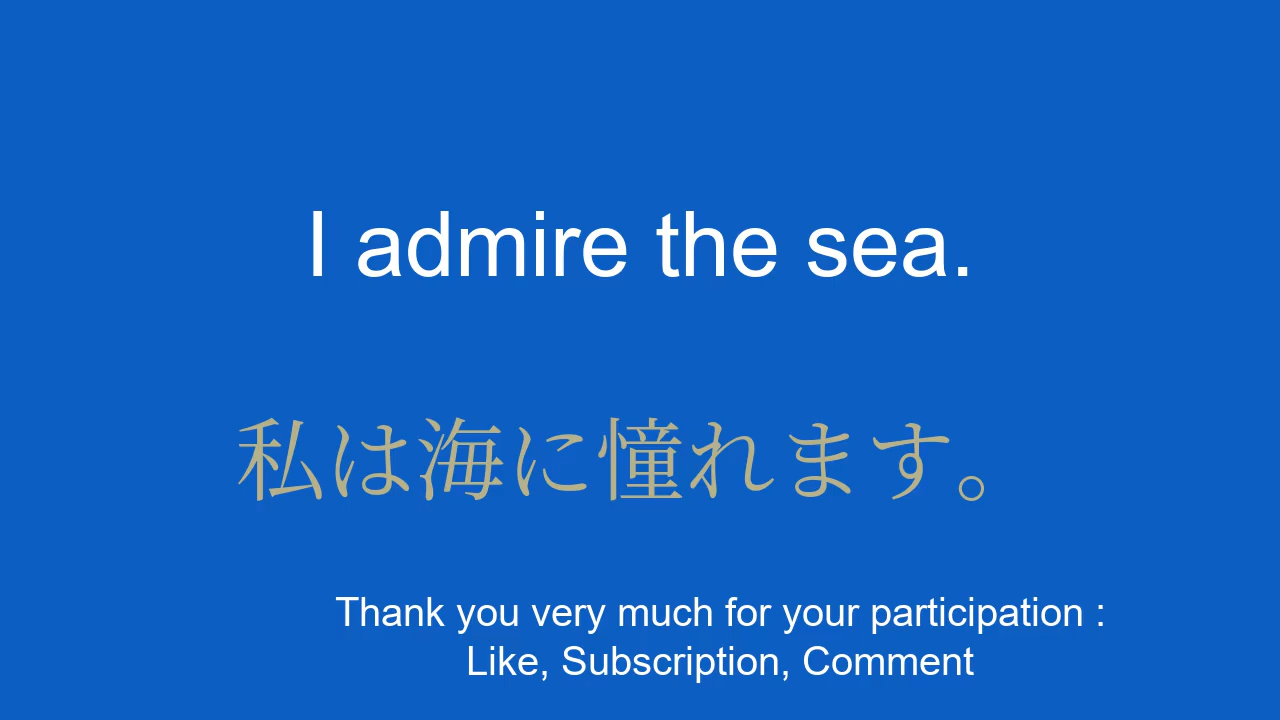 I admire the sea.
私は海に憧れます。
Thank you very much for your participation :
Like, Subscription, Comment